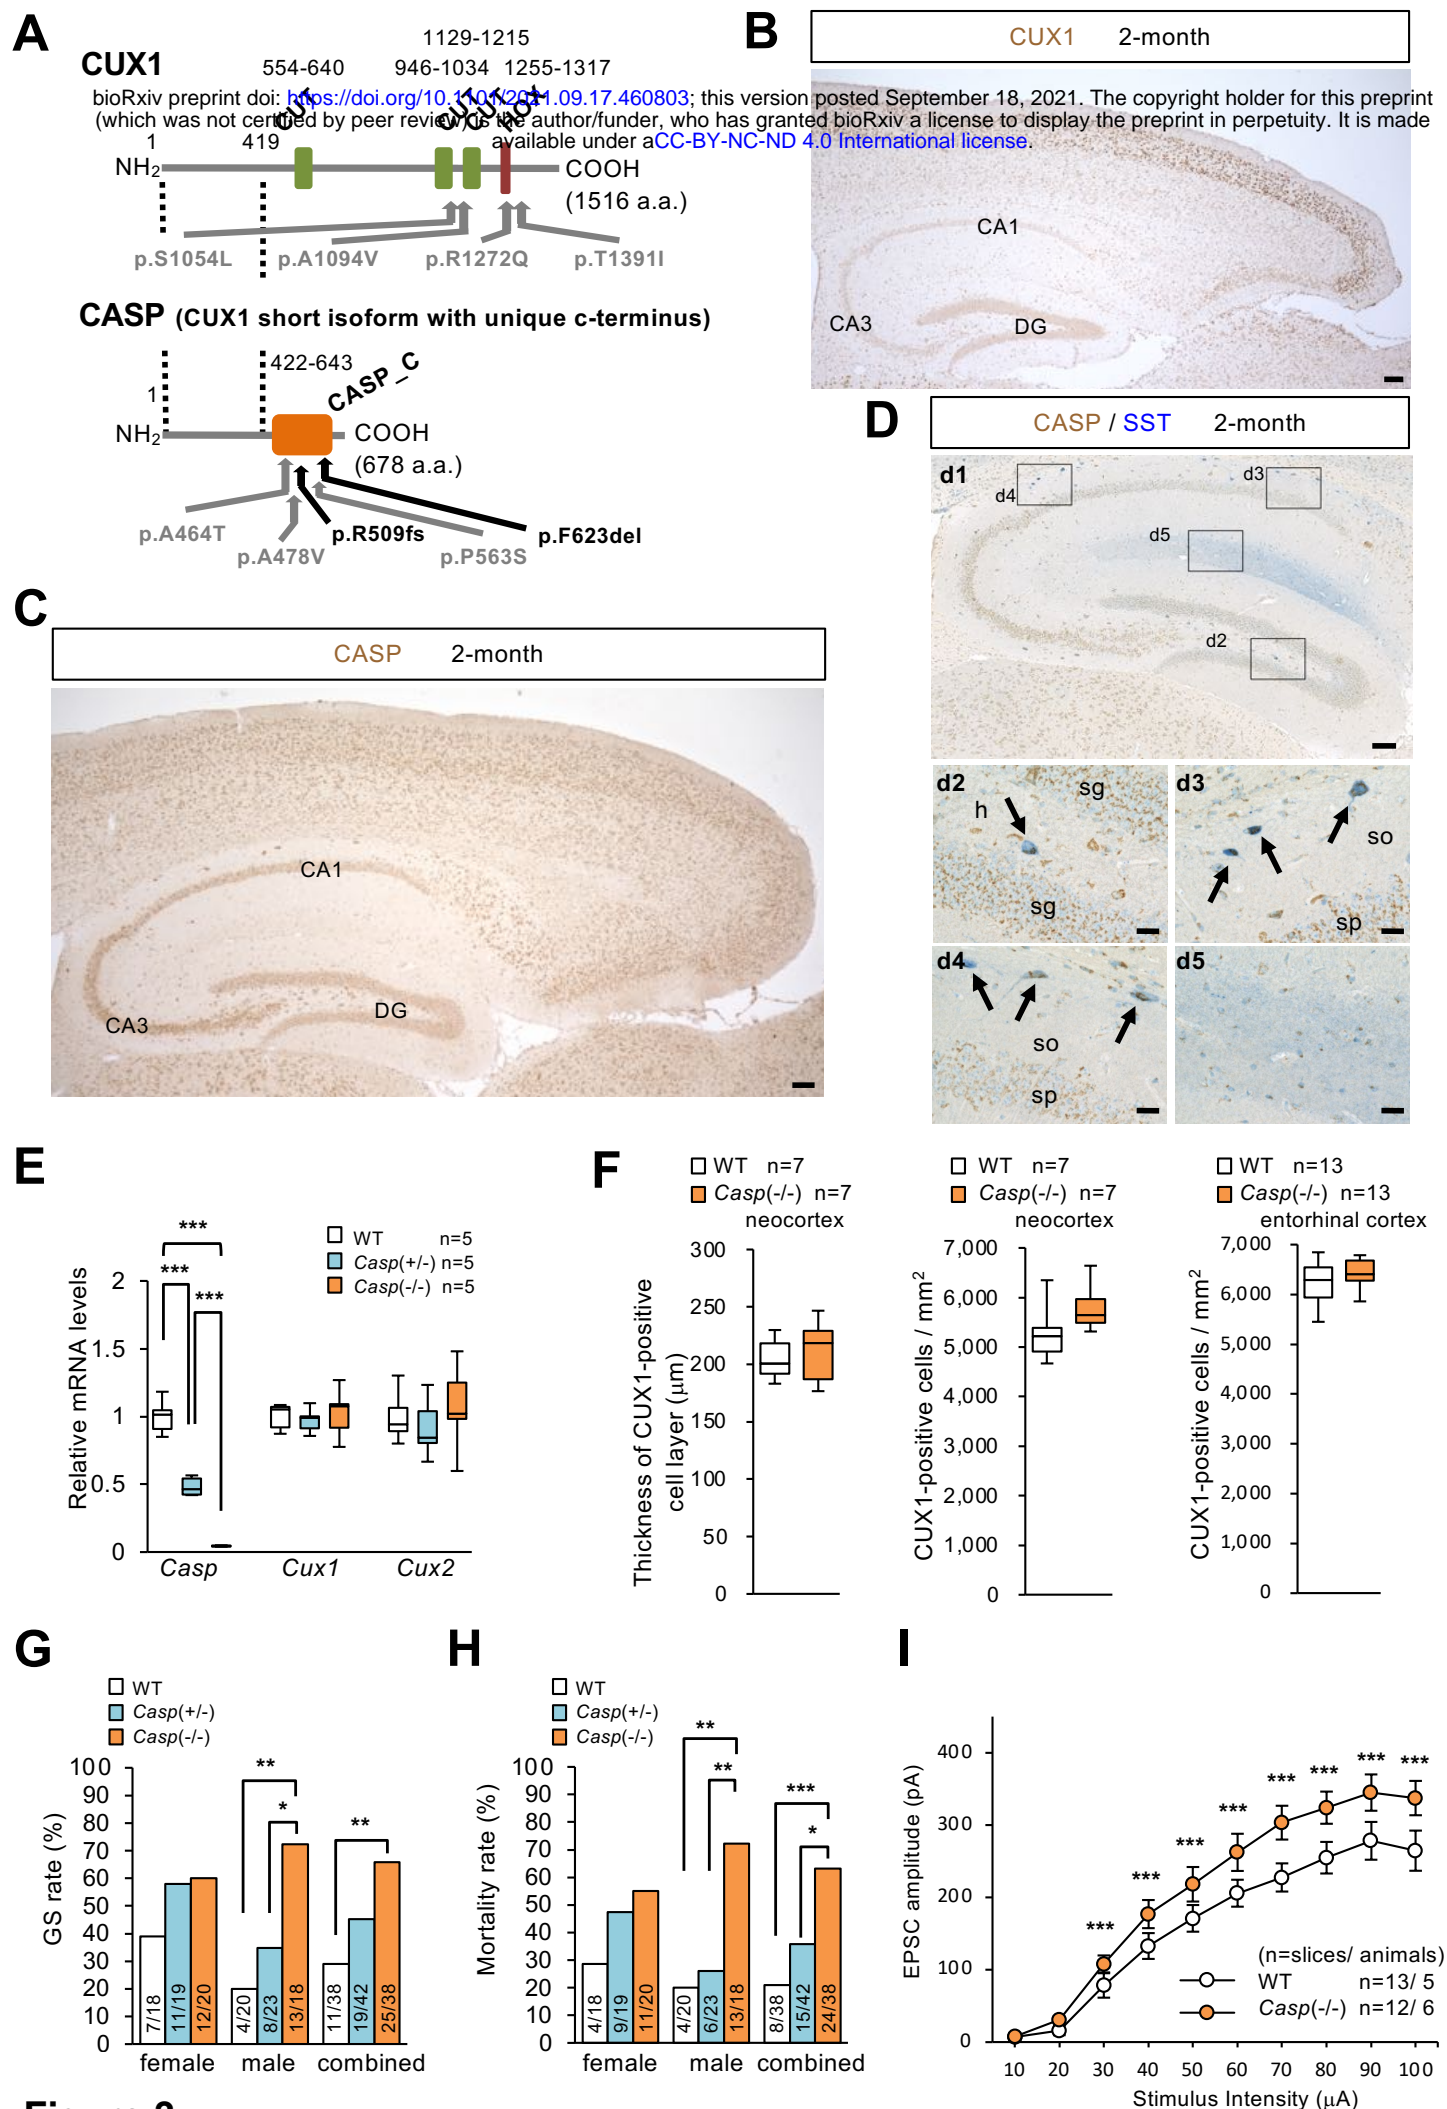 A
CUX1
1129-1215
554-640
946-1034
1255-1317
bioRxiv preprint doi: https://doi.org/10.1101/2021.09.17.460803; this version posted September 18, 2021. The copyright holder for this preprint
(which was not certified by peer review) is the author/funder, who has granted bioRxiv a license to display the preprint in perpetuity. It is made
available under aCC-BY-NC-ND 4.0 International license.
CUT
CUT
CUT
HOX
1
419
NH2
COOH
(1516 a.a.)
p.S1054L
p.A1094V
p.R1272Q
p.T1391I
CASP (CUX1 short isoform with unique c-terminus)
422-643
CASP_C
1
NH2
COOH
(678 a.a.)
p.A464T
p.A478V
p.R509fs
p.P563S
p.F623del
B
CUX1 2-month
CA1
CA3
DG
C
CASP 2-month
CA1
CA3
DG
D
CASP / SST 2-month
d1
d4
d3
d5
d2
d2
h
sg
sg
d3
so
sp
d4
so
sp
d5
E
WT n=5
Casp(+/-) n=5
Casp(-/-) n=5
Relative mRNA levels
2
1.5
1
0.5
0
***
***
***
Casp
Cux1
Cux2
F
WT n=7
Casp(-/-) n=7
neocortex
Thickness of CUX1-positive
cell layer (μm)
300
250
200
150
100
50
0
WT n=7
Casp(-/-) n=7
neocortex
CUX1-positive cells / mm2
7,000
6,000
5,000
4,000
3,000
2,000
1,000
0
WT n=13
Casp(-/-) n=13
entorhinal cortex
CUX1-positive cells / mm2
7,000
6,000
5,000
4,000
3,000
2,000
1,000
0
G
WT
Casp(+/-)
Casp(-/-)
GS rate (%)
100
90
80
70
60
50
40
30
20
10
0
**
*
**
7/18
11/19
12/20
4/20
8/23
13/18
11/38
19/42
25/38
female
male
combined
H
WT
Casp(+/-)
Casp(-/-)
Mortality rate (%)
100
90
80
70
60
50
40
30
20
10
0
**
**
***
*
4/18
9/19
11/20
4/20
6/23
13/18
8/38
15/42
24/38
female
male
combined
I
EPSC amplitude (pA)
400
300
200
100
0
***
***
***
***
***
***
***
***
(n=slices/ animals)
WT n=13/ 5
Casp(-/-) n=12/ 6
10 20 30 40 50 60 70 80 90 100
Stimulus Intensity (μA)